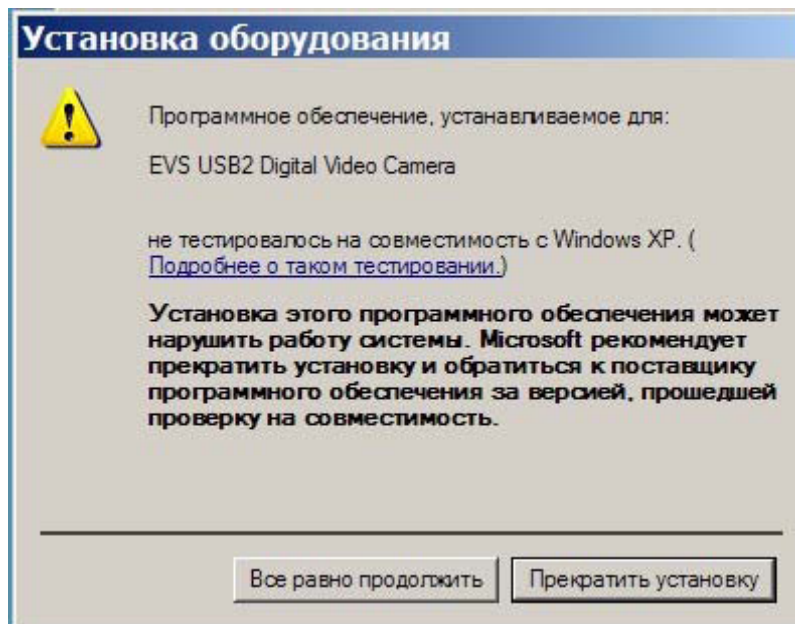 Установка оборудования
Программное обеспечение, устанавливаемое для:
EVS USB2 Digital Video Camera
не тестировалось на совместимость с Windows XP. (
Подробнее о таком тестировании.)
Установка этого программного обеспечения может
нарушить работу системы. Microsoft рекомендует
прекратить установку и обратиться к поставщику
программного обеспечения за версией, прошедшей
проверку на совместимость.
Все равно продолжить
Прекратить установку